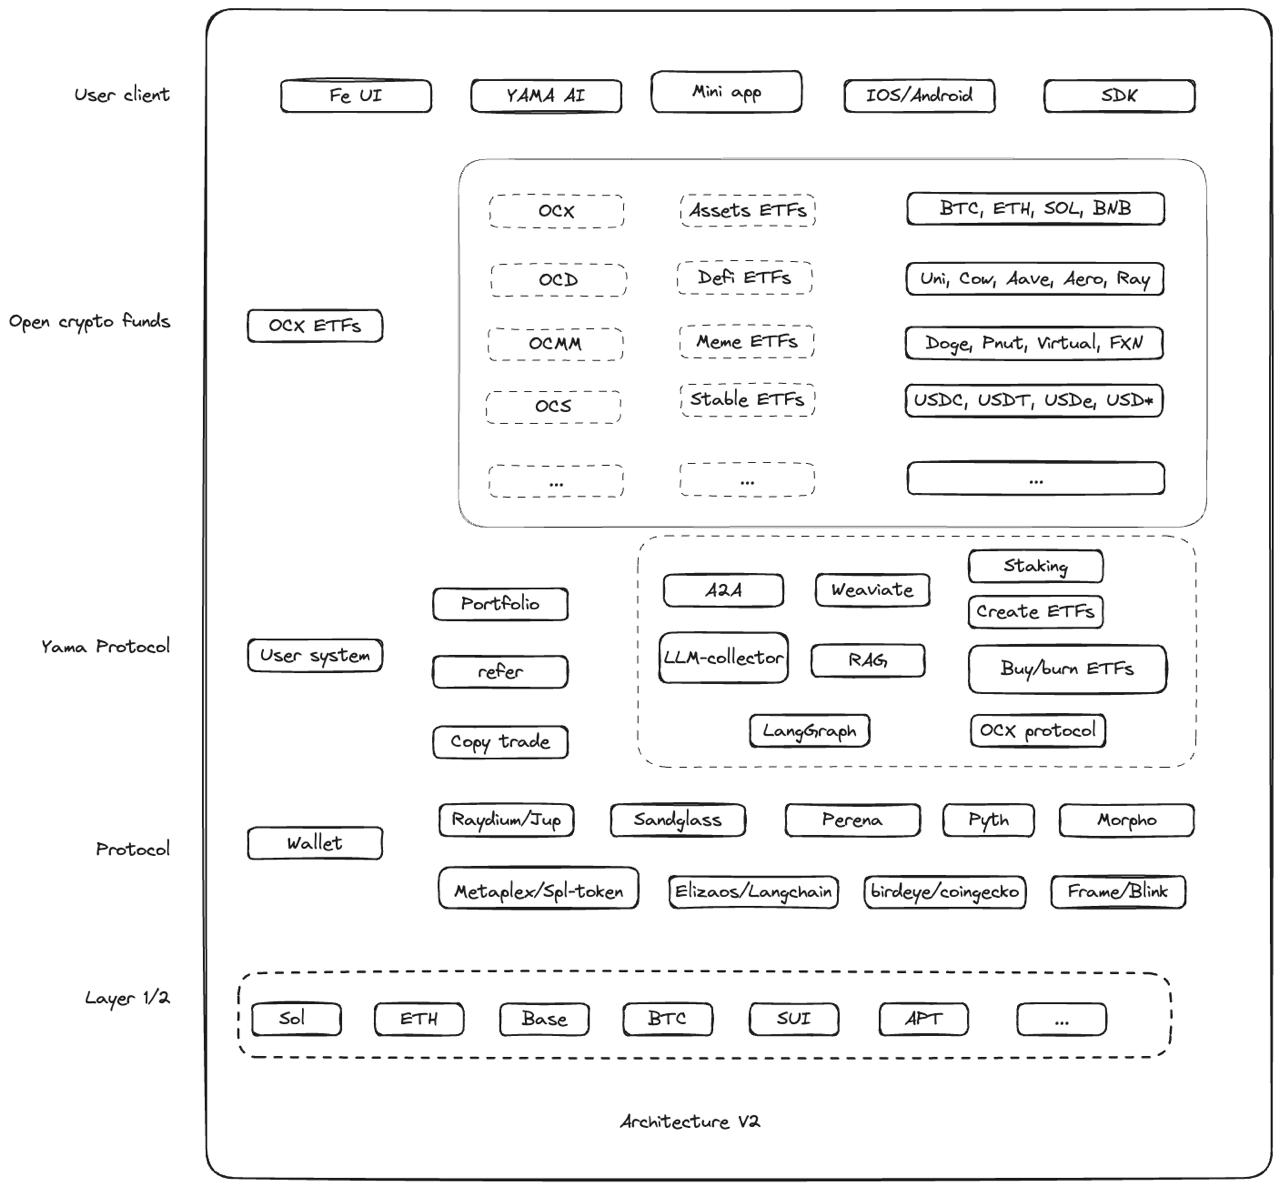 User client
Fe UI
YAMA AI
Mini app
IOS/Android
SDK
Open crypto funds
OCX ETFs
OCX
Assets ETFs
BTC, ETH, SOL, BNB
OCD
Defi ETFs
Uni, Cow, Aave, Aero, Ray
OCMM
Meme ETFs
Doge, Pnut, Virtual, FXN
OCS
Stable ETFs
USDC, USDT, USDe, USD*
...
...
...
Yama Protocol
User system
Portfolio
refer
Copy trade
A2A
Weaviate
Staking
Create ETFs
LLM-collector
RAG
Buy/burn ETFs
LangGraph
OCX protocol
Protocol
Wallet
Raydium/Jup
Sandglass
Perena
Pyth
Morpho
Metaplex/Spl-token
Elizaos/Langchain
birdeye/coingecko
Frame/Blink
Layer 1/2
Sol
ETH
Base
BTC
SUI
APT
...
Architecture V2